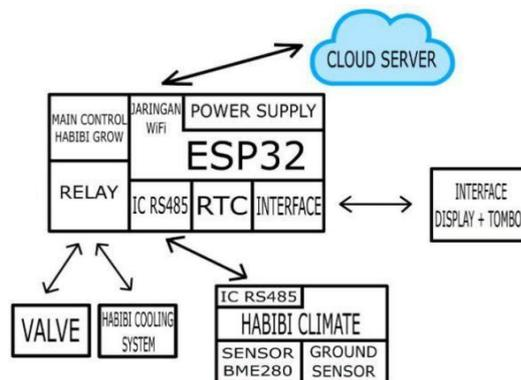 CLOUD SERVER
MAIN CONTROL
HABIBI GROW
JARINGAN
WiFi
POWER SUPPLY
ESP32
RELAY
IC RS485
RTC
INTERFACE
INTERFACE
DISPLAY + TOMBO
VALVE
HABIBI COOLING
SYSTEM
IC RS485
HABIBI CLIMATE
SENSOR
BME280
GROUND
SENSOR